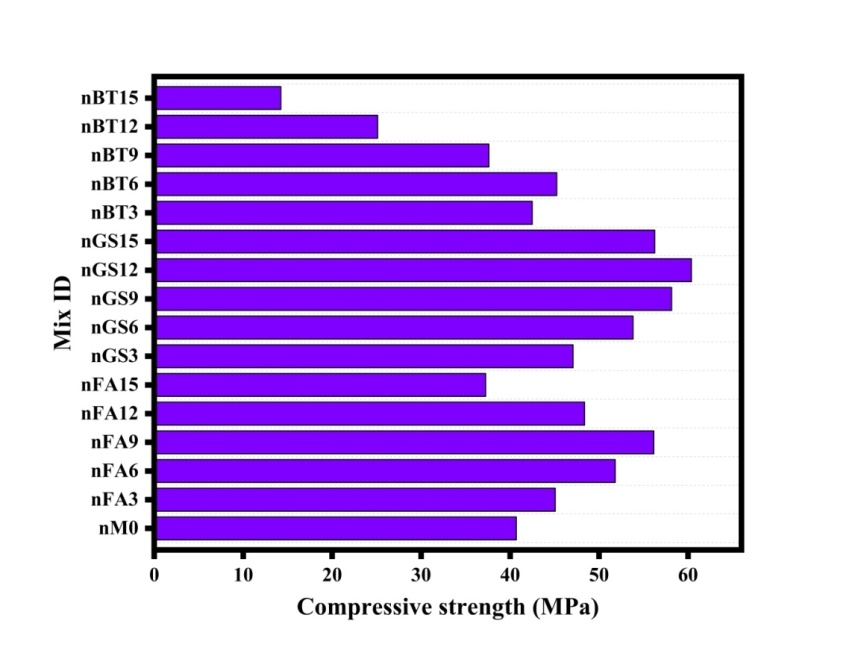 nBT15
nBT12
nBT9
nBT6
nBT3
nGS15
nGS12
nGS9
nGS6
nGS3
nFA15
nFA12
nFA9
nFA6
nFA3
nM0
Mix ID
0 10 20 30 40 50 60
Compressive strength (MPa)